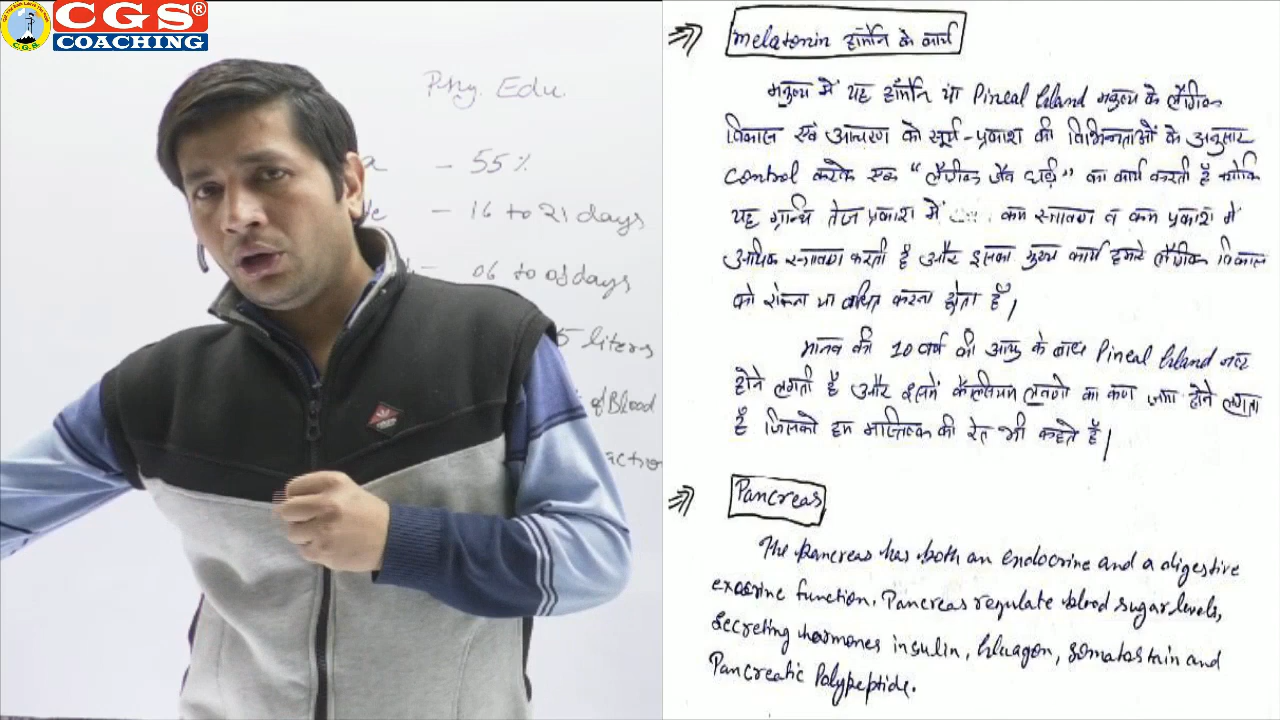 CGS®
COACHING
C.G.S.
Phy. Edu.
- 55%
- 16 to 21 days
06 to 08 days
5 liters
of Blood
action
melatonin हॉर्मोन के कार्य
मनुष्य में यह हॉर्मोन या Pineal Gland मनुष्य के लैंगिक
विकास एवं आचरण को सूर्य-प्रकाश की विभिन्नताओं के अनुसार
Control करके एक "लैंगीक जैव घड़ी" का कार्य करती है क्योंकि
यह ग्रन्थि तेज प्रकाश में कम स्त्रावण व कम प्रकाश में
अधिक स्त्रावण करती है और इसका मुख्य कार्य हमारे लैंगिक विकास
को रोकना या बाधित करना होता है।
मानव की 10 वर्ष की आयु के बाद Pineal Gland नष्ट
होने लगती है और इसमें कैल्सियम लवणो का कण जमा होने लगता
है जिसको हम मास्तिष्क की रेत भी कहते है।
Pancreas
The Pancreas has both an endocrine and a digestive
exocrine function. Pancreas regulate blood sugar levels,
Secreting hormones insulin, Gluagon, Somatostain and
Pancreatic Polypeptide.